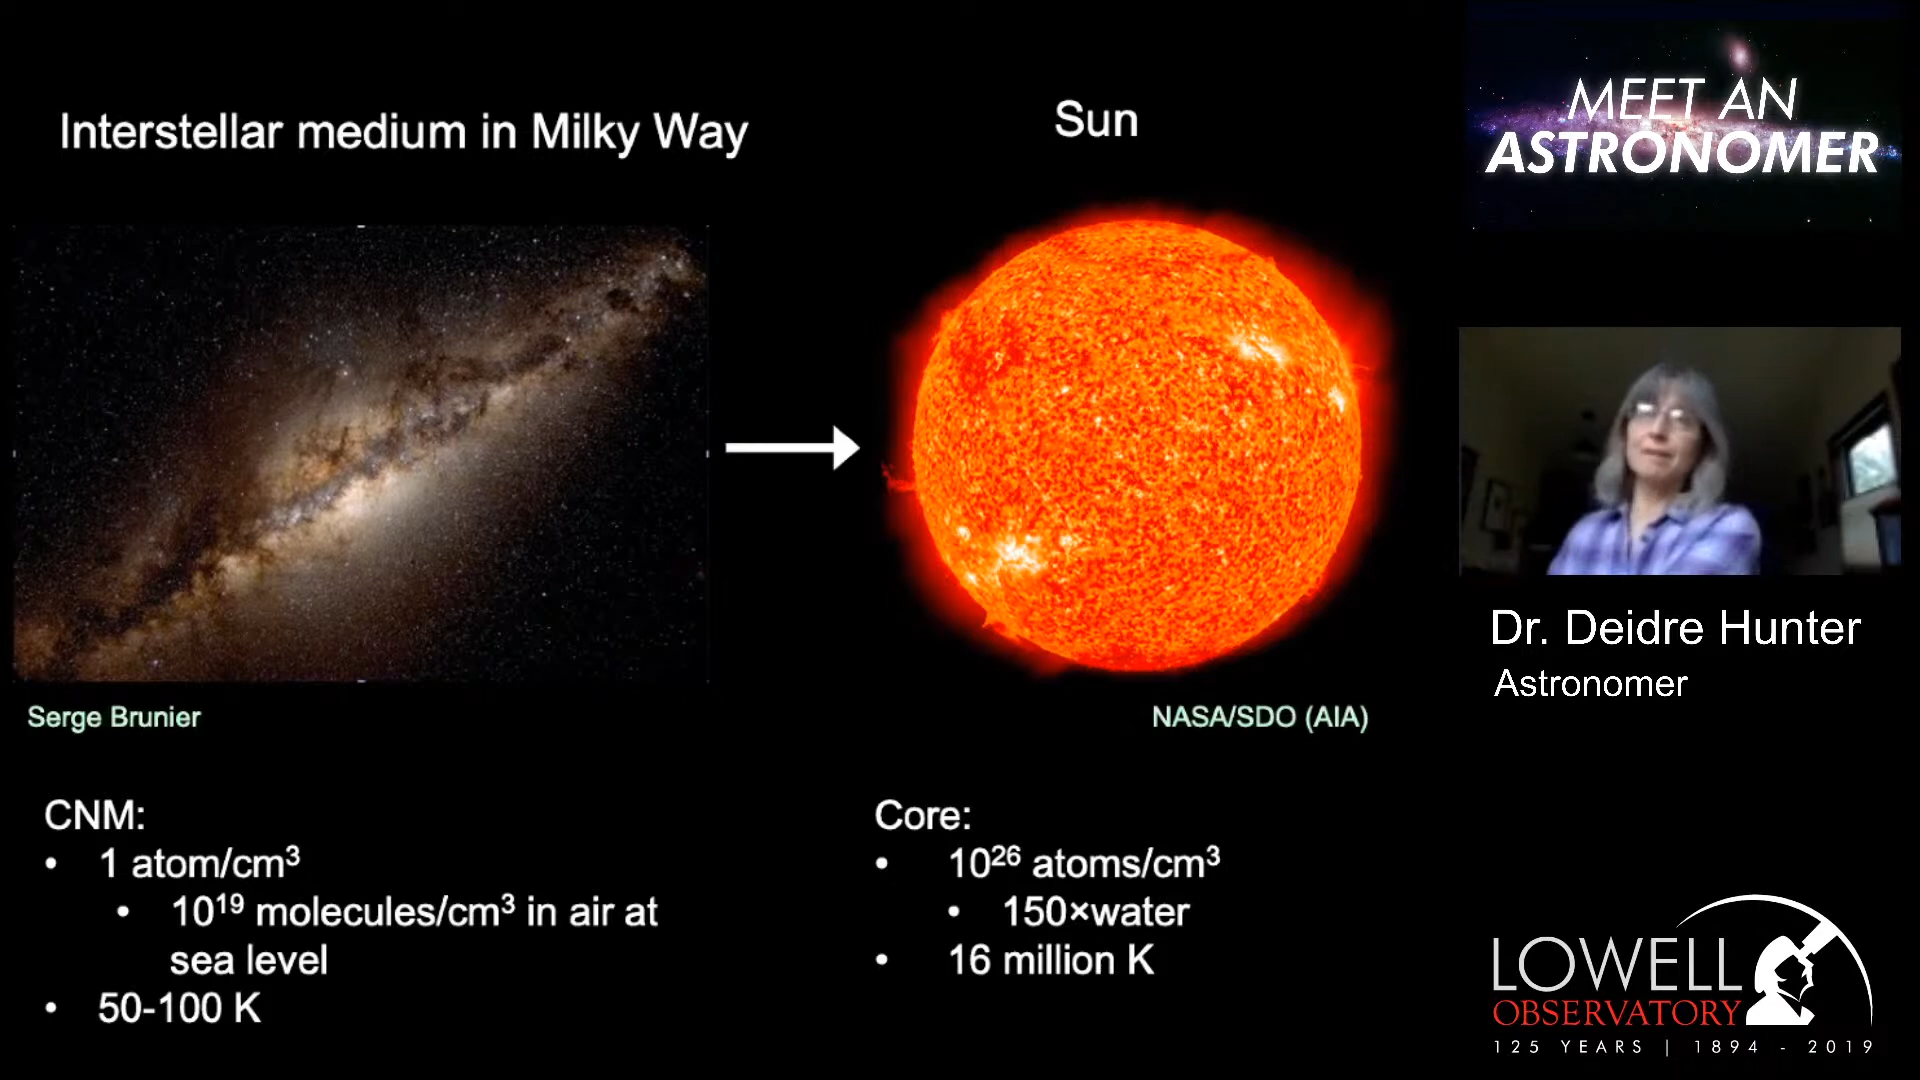 Interstellar medium in Milky Way
Sun
Serge Brunier
NASA/SDO (AIA)
CNM:
• 1 atom/cm³
• 10¹⁹ molecules/cm³ in air at
sea level
• 50-100 K
Core:
• 10²⁶ atoms/cm³
• 150×water
• 16 million K
MEET AN
ASTRONOMER
Dr. Deidre Hunter
Astronomer
LOWELL
OBSERVATORY
125 YEARS | 1894 - 2019